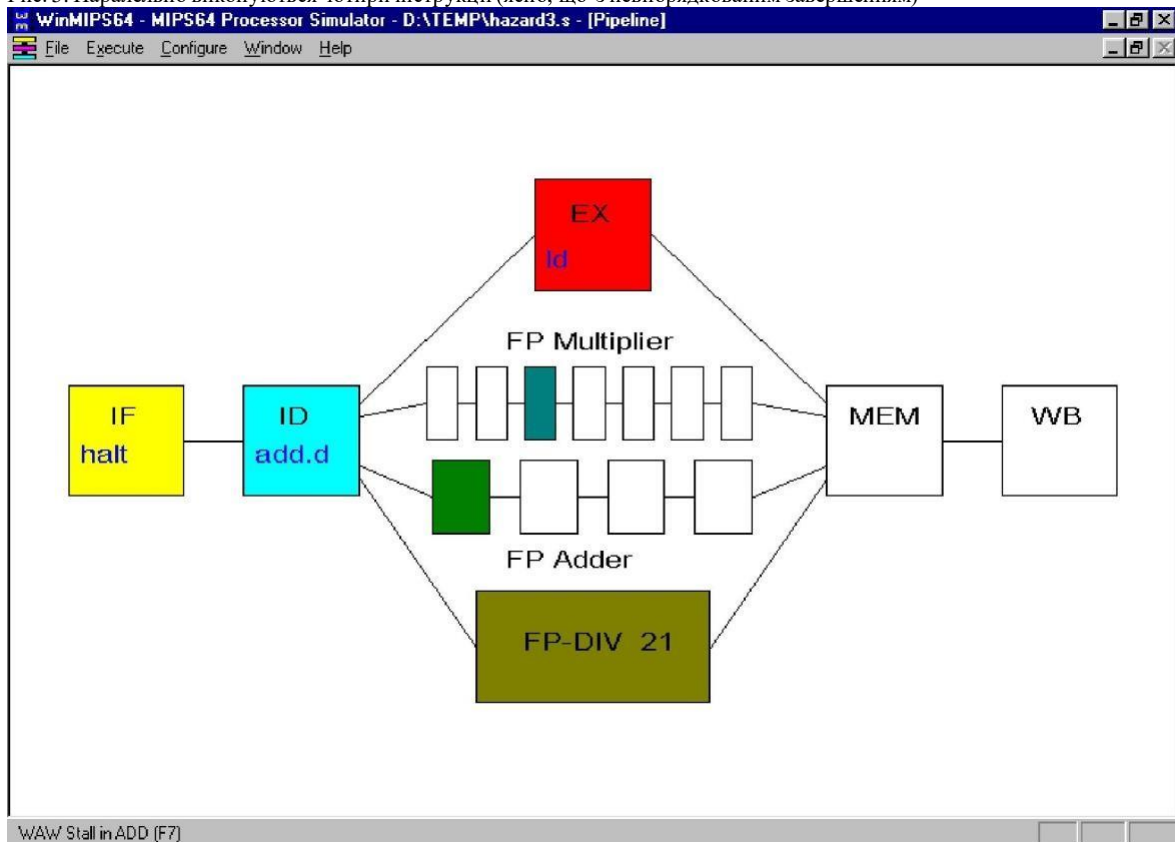 WinMIPS64 - MIPS64 Processor Simulator - D:\TEMP\hazard3.s - [Pipeline]
File Execute Configure Window Help
EX
ld
FP Multiplier
IF
halt
ID
add.d
MEM
WB
FP Adder
FP-DIV 21
WAW Stall in ADD (F7)